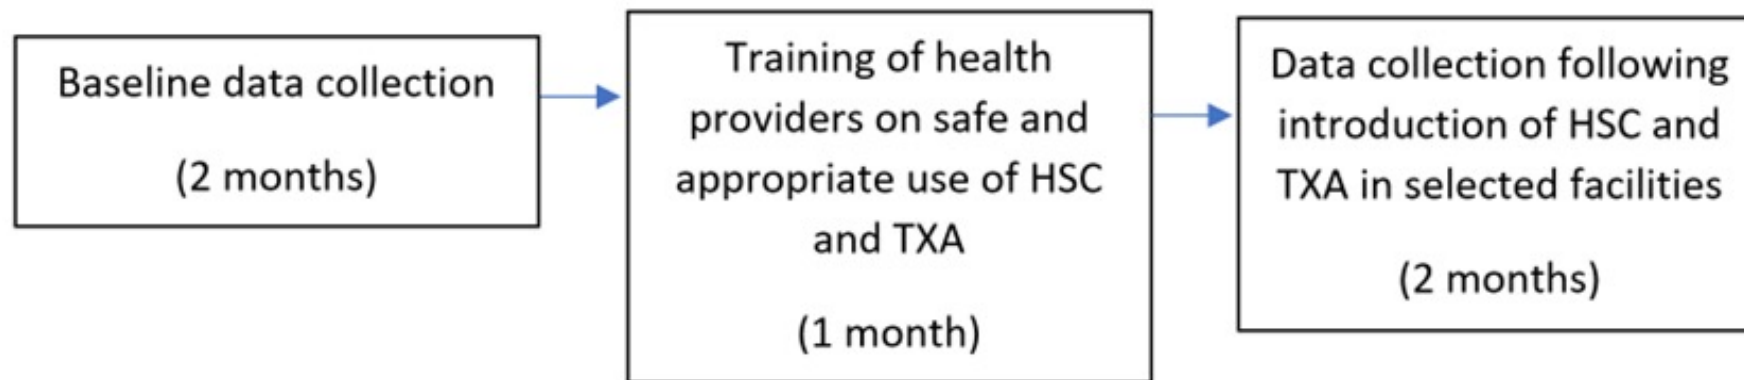 Baseline data collection
(2 months)
Training of health
providers on safe and
appropriate use of HSC
and TXA
(1 month)
Data collection following
introduction of HSC and
TXA in selected facilities
(2 months)